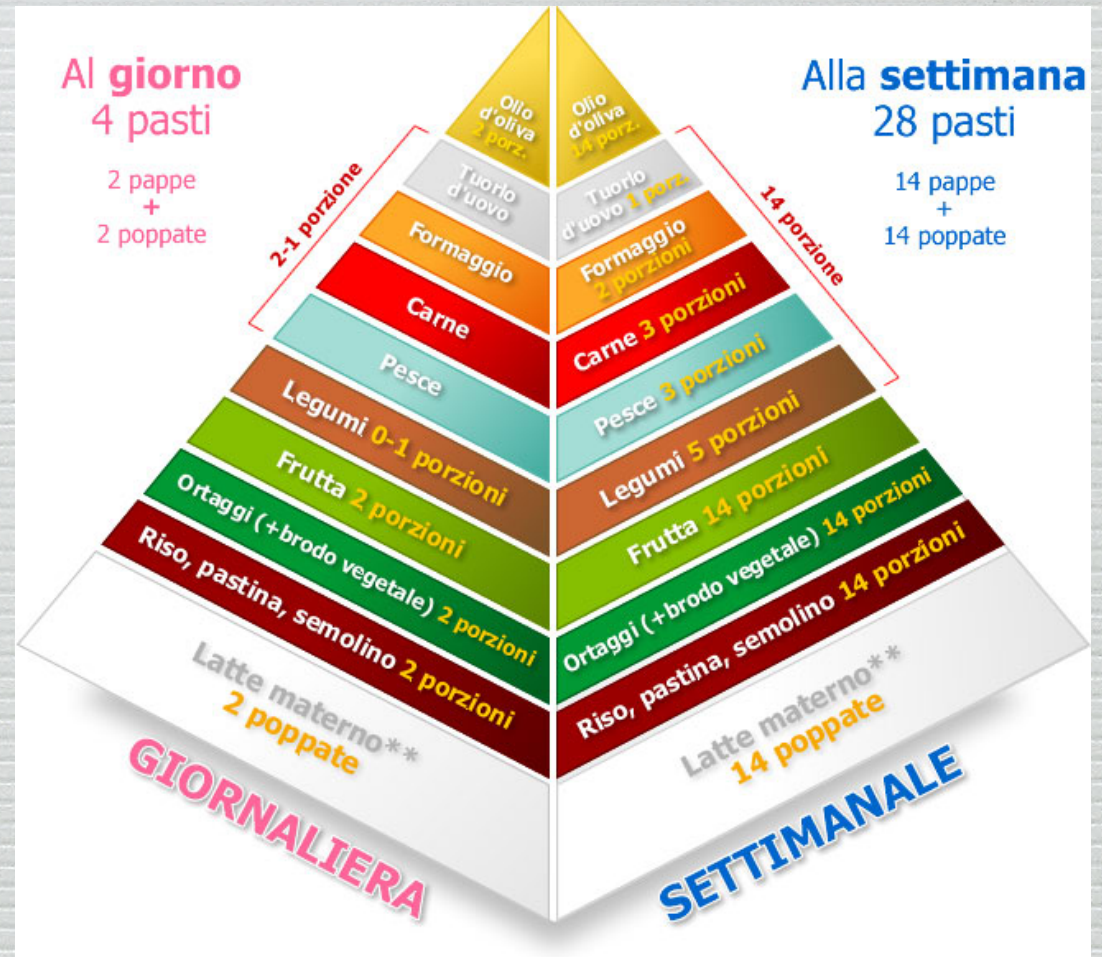 Al giorno
4 pasti
2 pappe
+
2 poppate
Alla settimana
28 pasti
14 pappe
+
14 poppate
2-1 porzione
Olio
d'oliva
2 porz.
Tuorlo
d'uovo
Formaggio
Carne
Pesce
Legumi 0-1 porzioni
Frutta 2 porzioni
Ortaggi (+brodo vegetale) 2 porzioni
Riso, pastina, semolino 2 porzioni
Latte materno**
2 poppate
GIORNALIERA
14 porzione
Olio
d'oliva
14 porz.
Tuorlo
d'uovo 1 porz.
Formaggio
2 porzioni
Carne 3 porzioni
Pesce 3 porzioni
Legumi 5 porzioni
Frutta 14 porzioni
Ortaggi (+brodo vegetale) 14 porzioni
Riso, pastina, semolino 14 porzioni
Latte materno**
14 poppate
SETTIMANALE